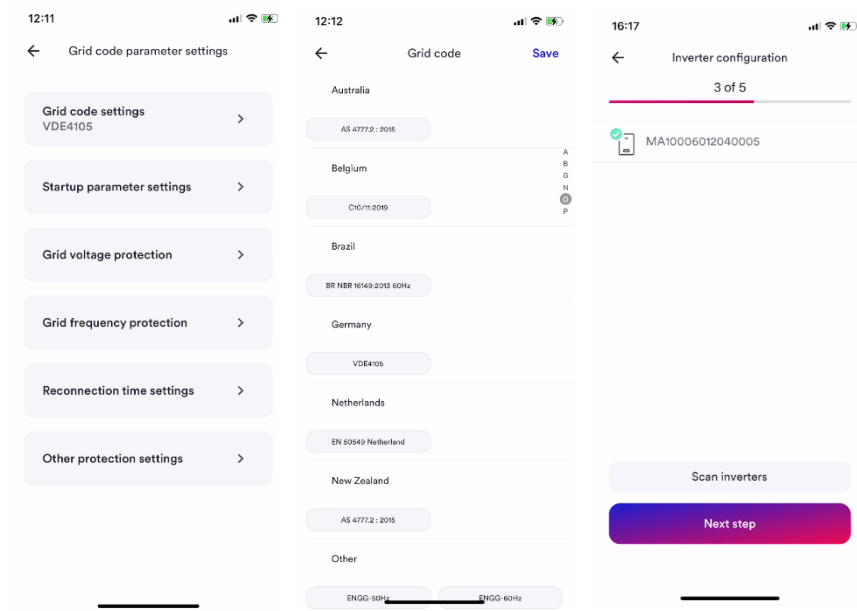 12:11
Grid code parameter settings
Grid code settings
VDE4105
Startup parameter settings
Grid voltage protection
Grid frequency protection
Reconnection time settings
Other protection settings
12:12
Grid code
Save
Australia
AS 4777.2 : 2015
Belgium
C10/11:2019
Brazil
BR NBR 16149:2013 60Hz
Germany
VDE4105
Netherlands
EN 50549 Netherland
New Zealand
AS 4777.2 : 2015
Other
ENGG-50Hz
ENGG-60Hz
A
B
G
N
O
P
16:17
Inverter configuration
3 of 5
MA10006012040005
Scan inverters
Next step